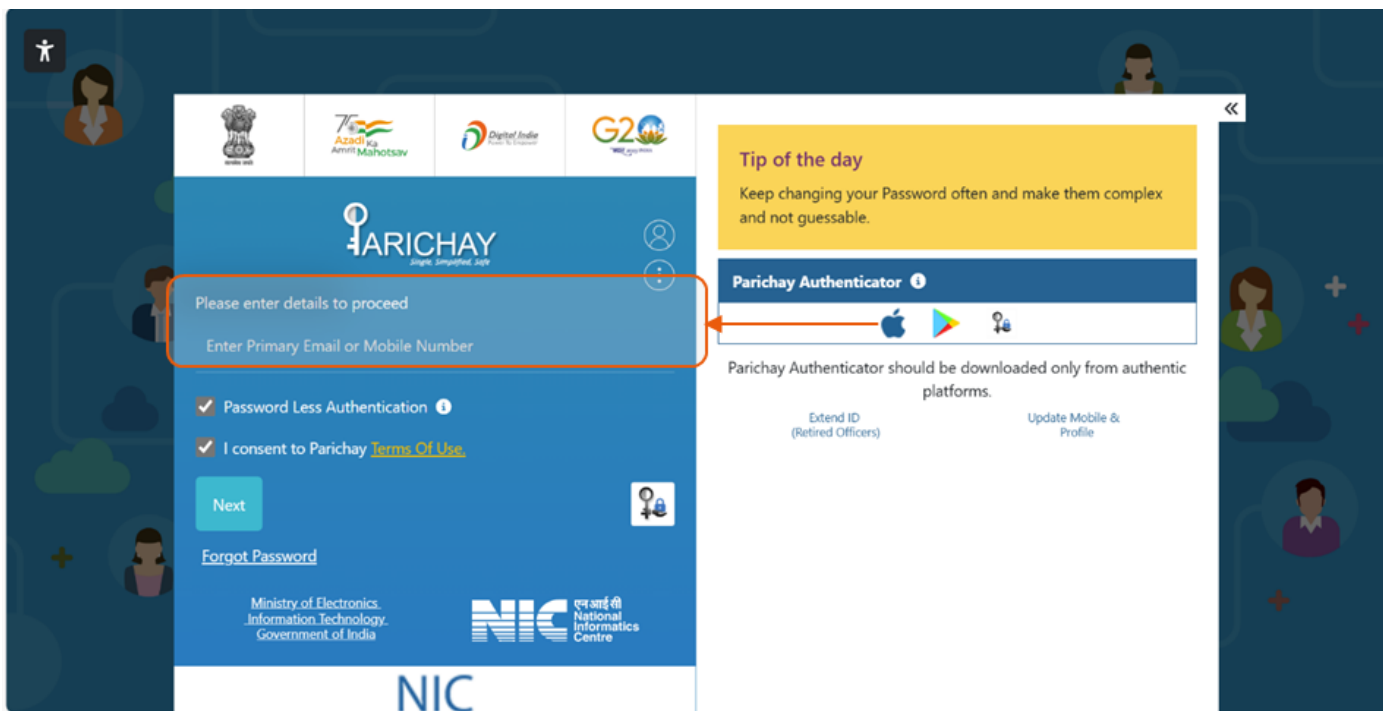 Azadi Ka
Amrit Mahotsav
Digital India
Power To Empower
G20
PARICHAY
Single. Simplified. Safe
Please enter details to proceed
Enter Primary Email or Mobile Number
Password Less Authentication
I consent to Parichay Terms Of Use.
Next
Forgot Password
Ministry of Electronics
Information Technology
Government of India
NIC
एन आई सी
National
Informatics
Centre
NIC
Tip of the day
Keep changing your Password often and make them complex
and not guessable.
Parichay Authenticator
Parichay Authenticator should be downloaded only from authentic
platforms.
Extend ID
(Retired Officers)
Update Mobile &
Profile